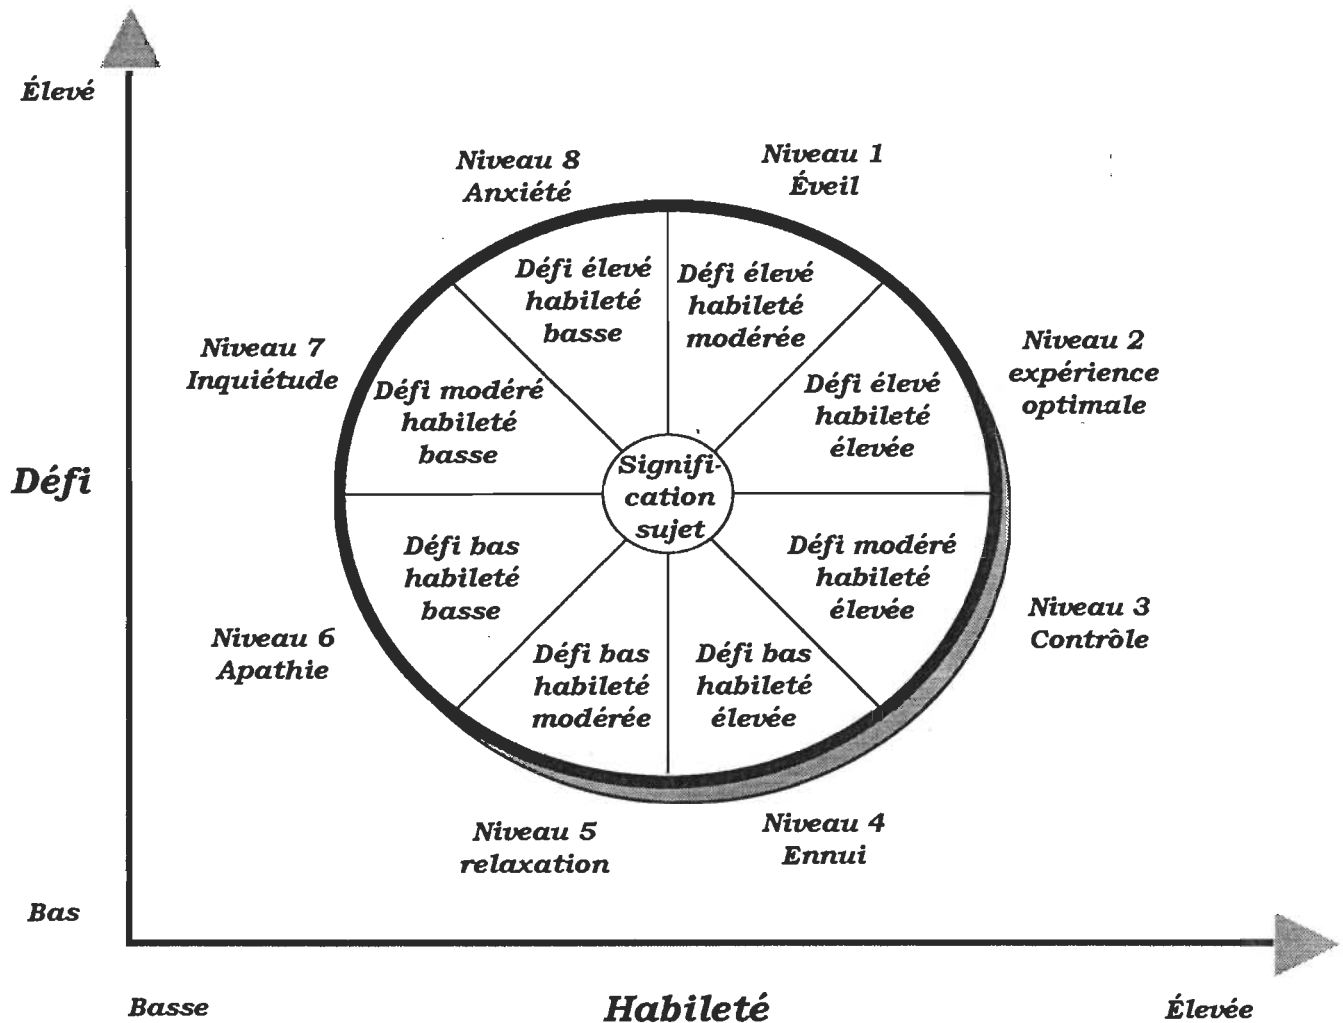 Élevé
Niveau 8
Anxiété
Niveau 1
Éveil
Défi élevé
habileté
basse
Défi élevé
habileté
modérée
Niveau 7
Inquiétude
Niveau 2
expérience
optimale
Défi modéré
habileté
basse
Défi élevé
habileté
élevée
Défi
Signifi-
cation
sujet
Défi bas
habileté
basse
Défi modéré
habileté
élevée
Niveau 6
Apathie
Niveau 3
Contrôle
Défi bas
habileté
modérée
Défi bas
habileté
élevée
Niveau 5
relaxation
Niveau 4
Ennui
Bas
Basse
Habileté
Élevée